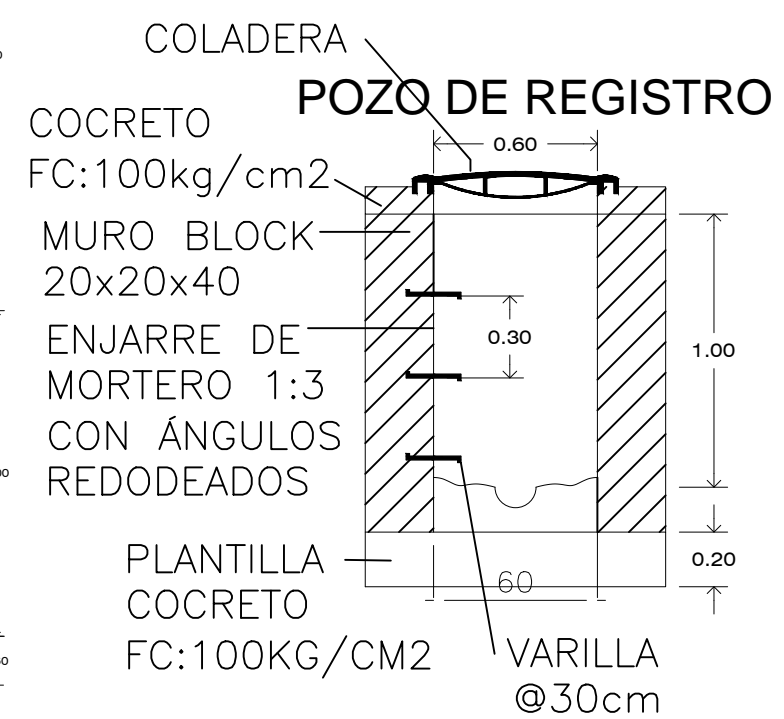 COLADERA
POZO DE REGISTRO
COCRETO
FC:100kg/cm2
0.60
MURO BLOCK
20x20x40
ENJARRE DE
MORTERO 1:3
CON ÁNGULOS
REDODEADOS
0.30
1.00
PLANTILLA
COCRETO
FC:100KG/CM2
60
0.20
VARILLA
@30cm